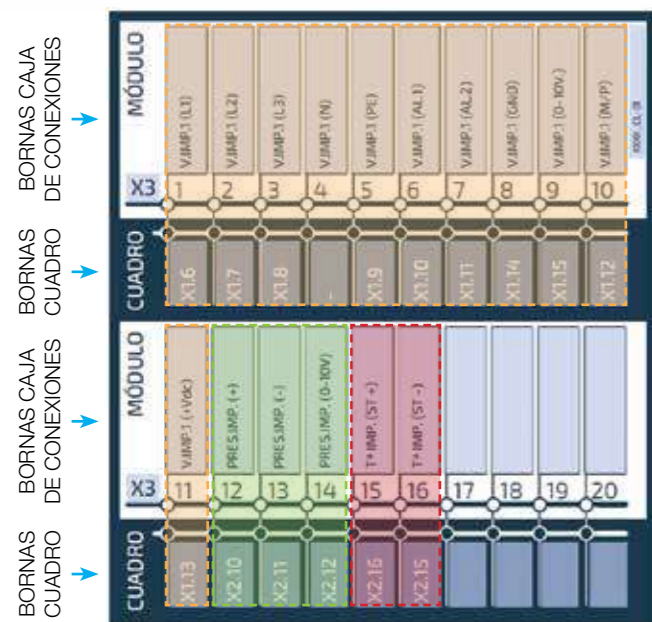 BORNAS CAJA
DE CONEXIONES
MÓDULO
V.IMP.1 (L1)
V.IMP.1 (L2)
V.IMP.1 (L3)
V.IMP.1 (N)
V.IMP.1 (PE)
V.IMP.1 (AL.1)
V.IMP.1 (AL.2)
V.IMP.1 (GND)
V.IMP.1 (0-10V.)
V.IMP.1 (M/P)
X3 1 2 3 4 5 6 7 8 9 10
BORNAS
CUADRO
CUADRO
X1.6
X1.7
X1.8
-
X1.9
X1.10
X1.11
X1.14
X1.15
X1.12
BORNAS CAJA
DE CONEXIONES
MÓDULO
V.IMP.1 (+Vdc)
PRES.IMP. (+)
PRES.IMP. (-)
PRES.IMP. (0-10V)
Tª IMP. (ST +)
Tª IMP. (ST -)
X3 11 12 13 14 15 16 17 18 19 20
BORNAS
CUADRO
CUADRO
X1.13
X2.10
X2.11
X2.12
X2.16
X2.15